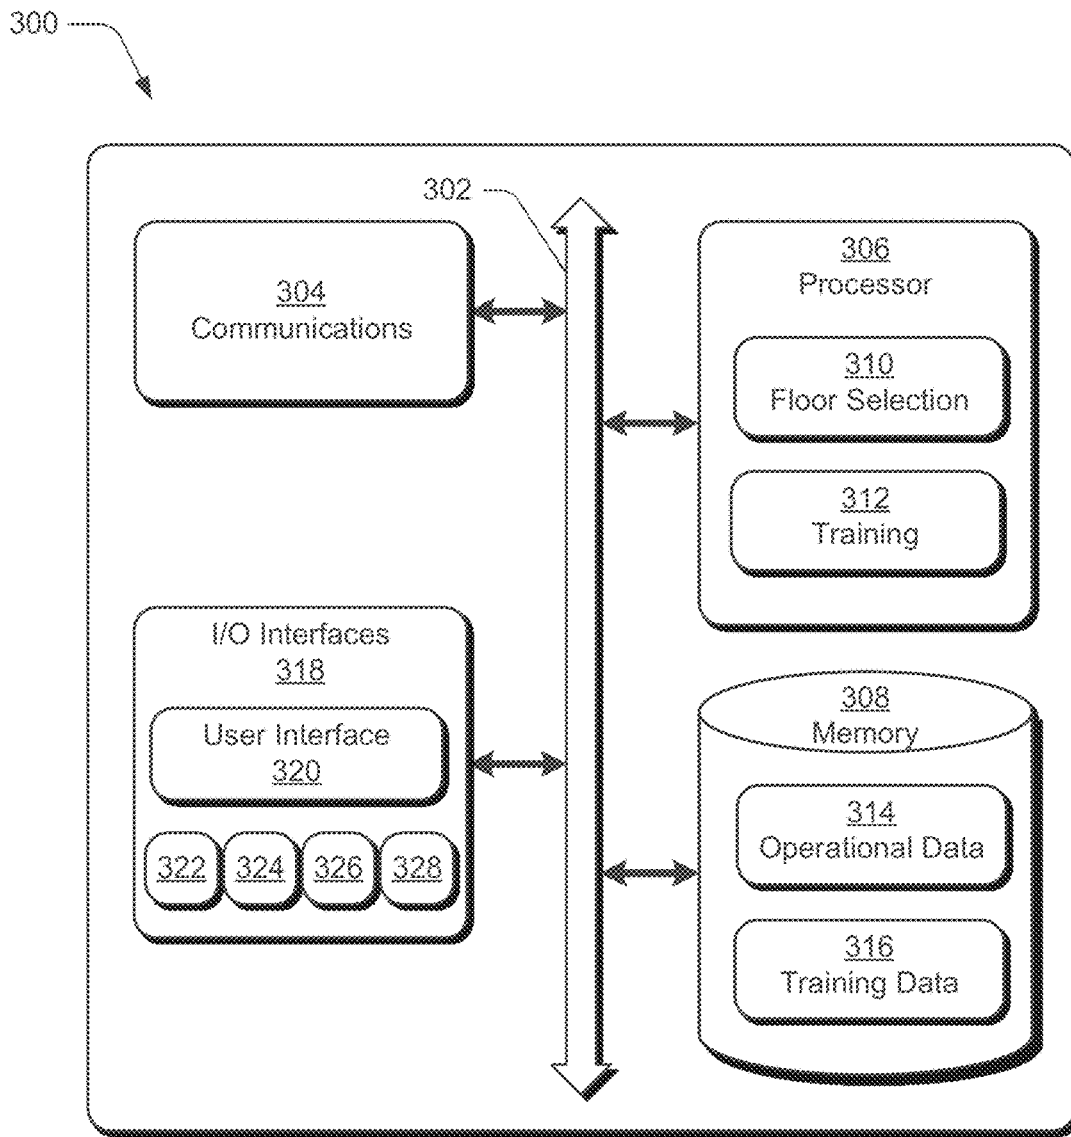 300
302
304
Communications
306
Processor
310
Floor Selection
312
Training
I/O Interfaces
318
User Interface
320
322 324 326 328
308
Memory
314
Operational Data
316
Training Data